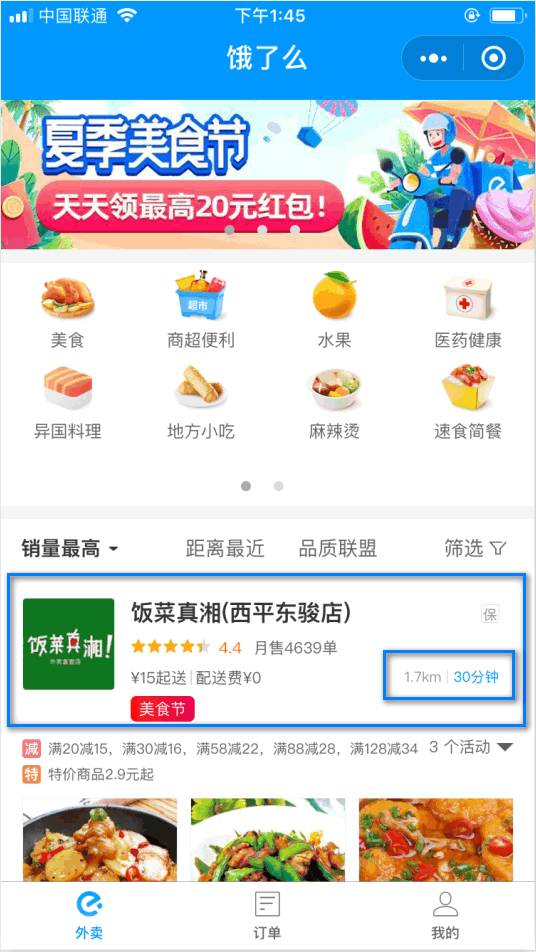 中国联通 下午1:45
饿了么
夏季美食节
天天领最高20元红包!
美食 商超便利 水果 医药健康
超市
异国料理 地方小吃 麻辣烫 速食简餐
销量最高 距离最近 品质联盟 筛选
饭菜真湘(西平东骏店) 保
饭菜真湘!
4.4 月售4639单
¥15起送 配送费¥0 1.7km 30分钟
美食节
减 满20减15，满30减16，满58减22，满88减28，满128减34 3 个活动
特 特价商品2.9元起
外卖 订单 我的